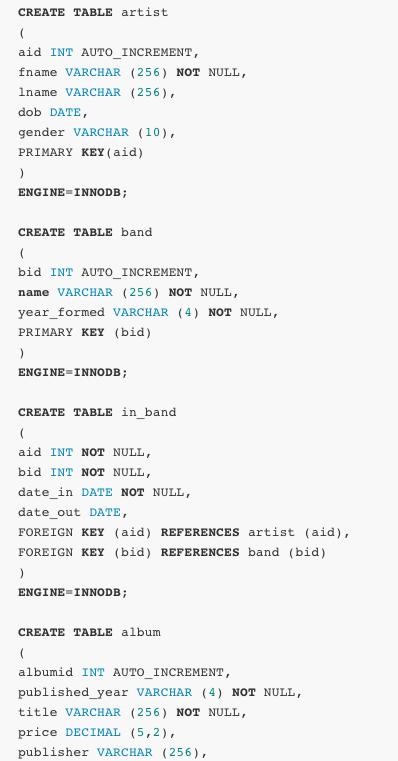 CREATE TABLE artist
(
aid INT AUTO_INCREMENT,
fname VARCHAR (256) NOT NULL,
lname VARCHAR (256),
dob DATE,
gender VARCHAR (10),
PRIMARY KEY(aid)
)
ENGINE=INNODB;

CREATE TABLE band
(
bid INT AUTO_INCREMENT,
name VARCHAR (256) NOT NULL,
year_formed VARCHAR (4) NOT NULL,
PRIMARY KEY (bid)
)
ENGINE=INNODB;

CREATE TABLE in_band
(
aid INT NOT NULL,
bid INT NOT NULL,
date_in DATE NOT NULL,
date_out DATE,
FOREIGN KEY (aid) REFERENCES artist (aid),
FOREIGN KEY (bid) REFERENCES band (bid)
)
ENGINE=INNODB;

CREATE TABLE album
(
albumid INT AUTO_INCREMENT,
published_year VARCHAR (4) NOT NULL,
title VARCHAR (256) NOT NULL,
price DECIMAL (5,2),
publisher VARCHAR (256),